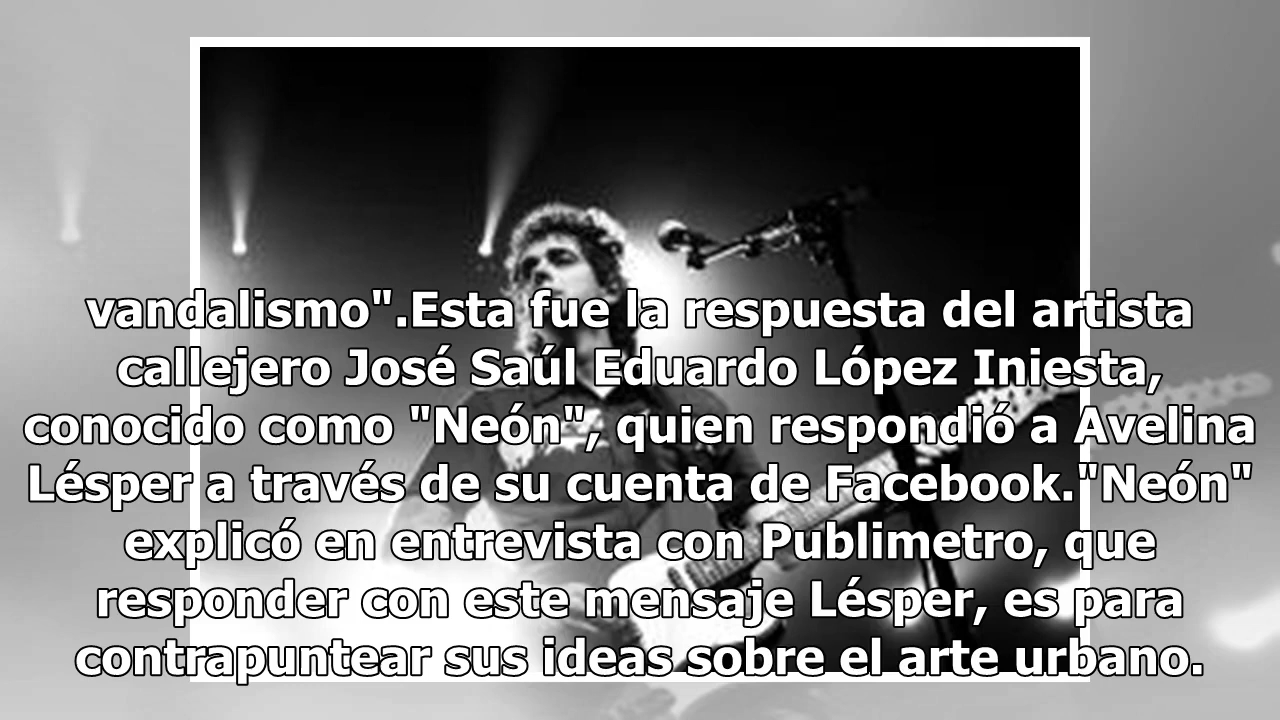 vandalismo".Esta fue la respuesta del artista
callejero José Saúl Eduardo López Iniesta,
conocido como "Neón", quien respondió a Avelina
Lésper a través de su cuenta de Facebook."Neón"
explicó en entrevista con Publimetro, que
responder con este mensaje Lésper, es para
contrapuntear sus ideas sobre el arte urbano.